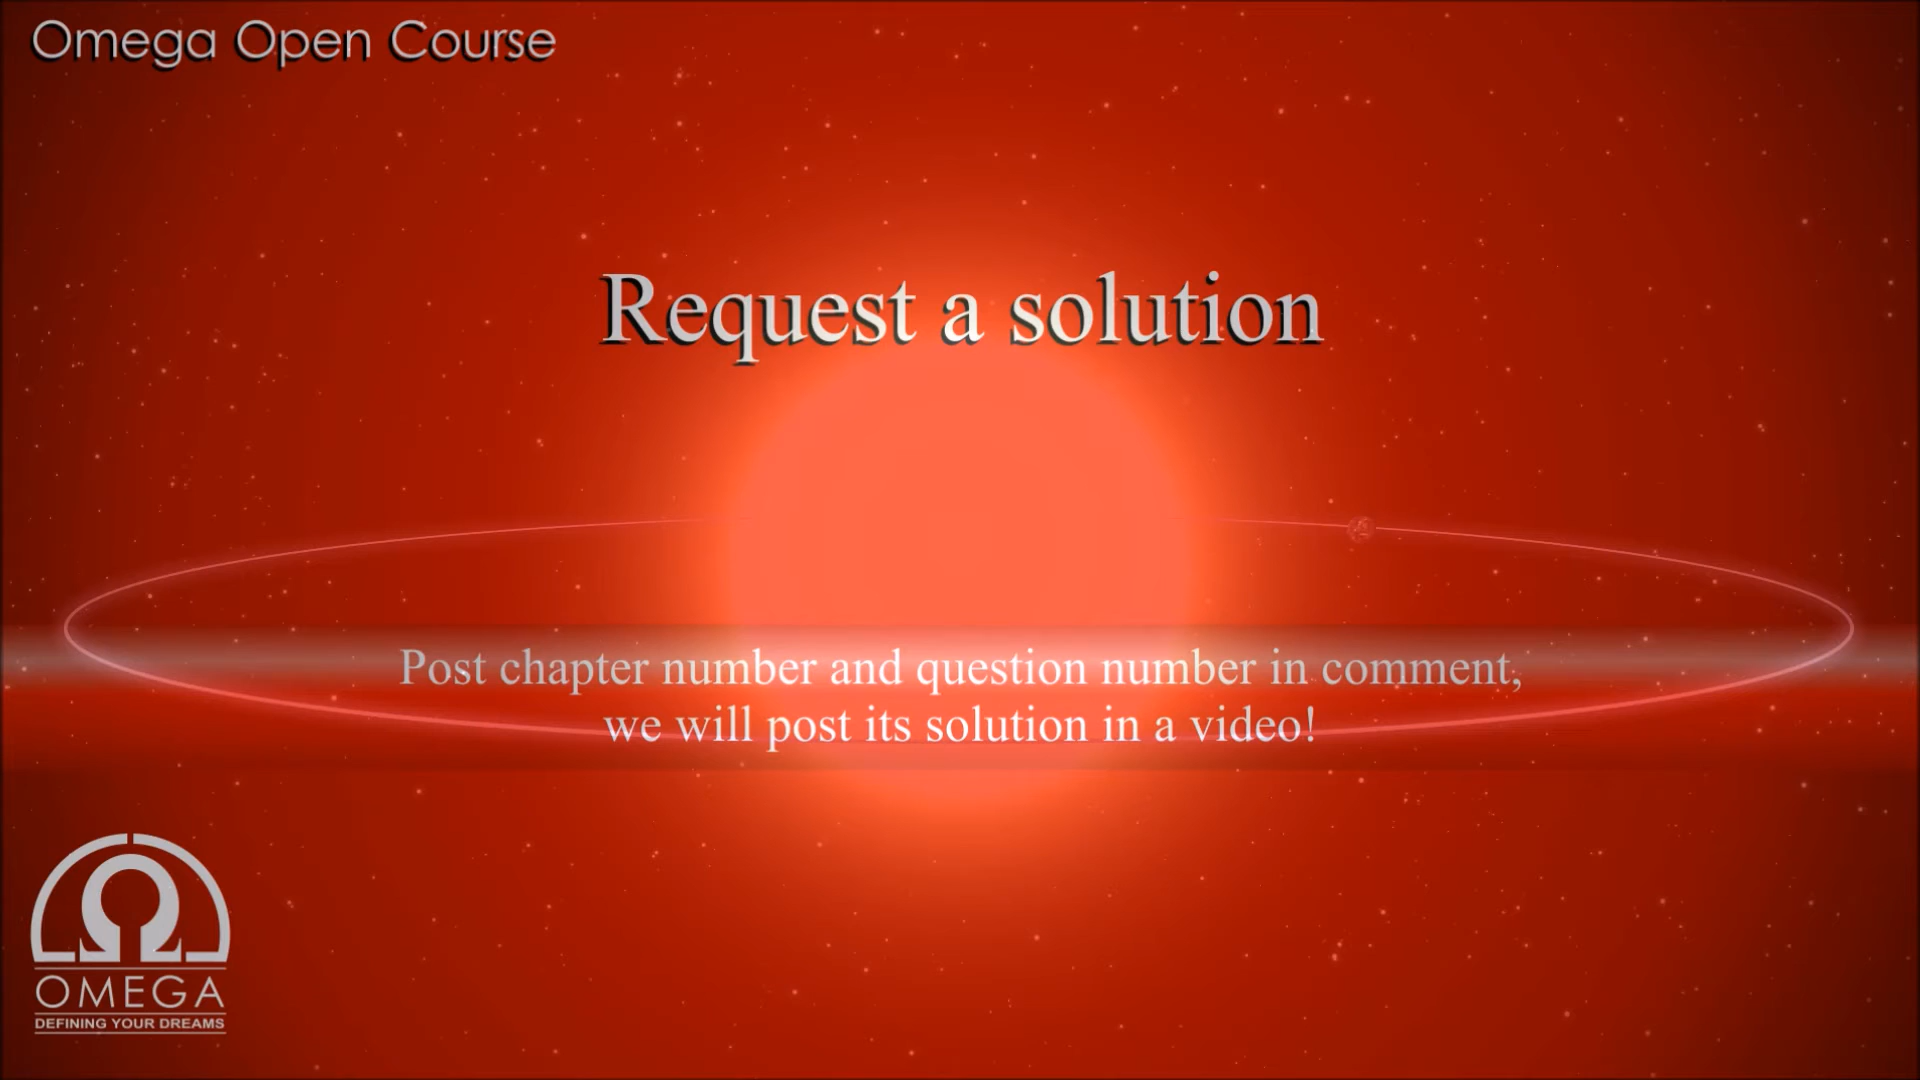 Omega Open Course
Request a solution
Post chapter number and question number in comment,
we will post its solution in a video!
Ω
OMEGA
DEFINING YOUR DREAMS